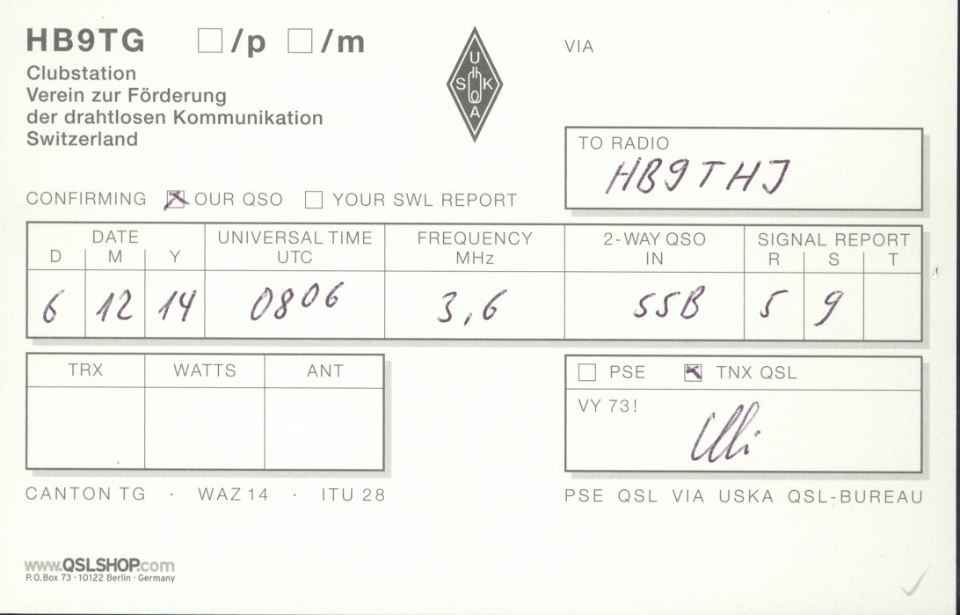 HB9TG ☐/p ☐/m
Clubstation
Verein zur Förderung
der drahtlosen Kommunikation
Switzerland
USKA
VIA
TO RADIO
HB9THJ
CONFIRMING ☒ OUR QSO ☐ YOUR SWL REPORT
DATE UNIVERSAL TIME FREQUENCY 2-WAY QSO SIGNAL REPORT
D M Y UTC MHz IN R S T
6 12 14 0806 3,6 SSB 5 9
TRX WATTS ANT
☐ PSE ☒ TNX QSL
VY 73!
Uli
CANTON TG · WAZ 14 · ITU 28
PSE QSL VIA USKA QSL-BUREAU
www.QSLSHOP.com
P.O.Box 73 · 10122 Berlin · Germany